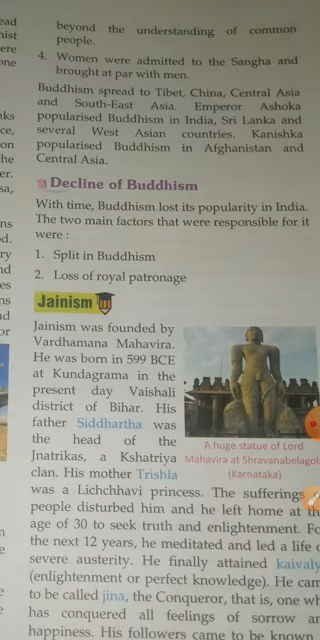 beyond the understanding of common
people.
4. Women were admitted to the Sangha and
brought at par with men.
Buddhism spread to Tibet, China, Central Asia
and South-East Asia. Emperor Ashoka
popularised Buddhism in India, Sri Lanka and
several West Asian countries. Kanishka
popularised Buddhism in Afghanistan and
Central Asia.
Decline of Buddhism
With time, Buddhism lost its popularity in India.
The two main factors that were responsible for it
were :
1. Split in Buddhism
2. Loss of royal patronage
Jainism
Jainism was founded by
Vardhamana Mahavira.
He was born in 599 BCE
at Kundagrama in the
present day Vaishali
district of Bihar. His
father Siddhartha was
the head of the
Jnatrikas, a Kshatriya
clan. His mother Trishla
A huge statue of Lord
Mahavira at Shravanabelagol
(Karnataka)
was a Lichchhavi princess. The sufferings
people disturbed him and he left home at th
age of 30 to seek truth and enlightenment. Fo
the next 12 years, he meditated and led a life o
severe austerity. He finally attained kaivaly
(enlightenment or perfect knowledge). He cam
to be called jina, the Conqueror, that is, one wh
has conquered all feelings of sorrow an
happiness. His followers came to be known